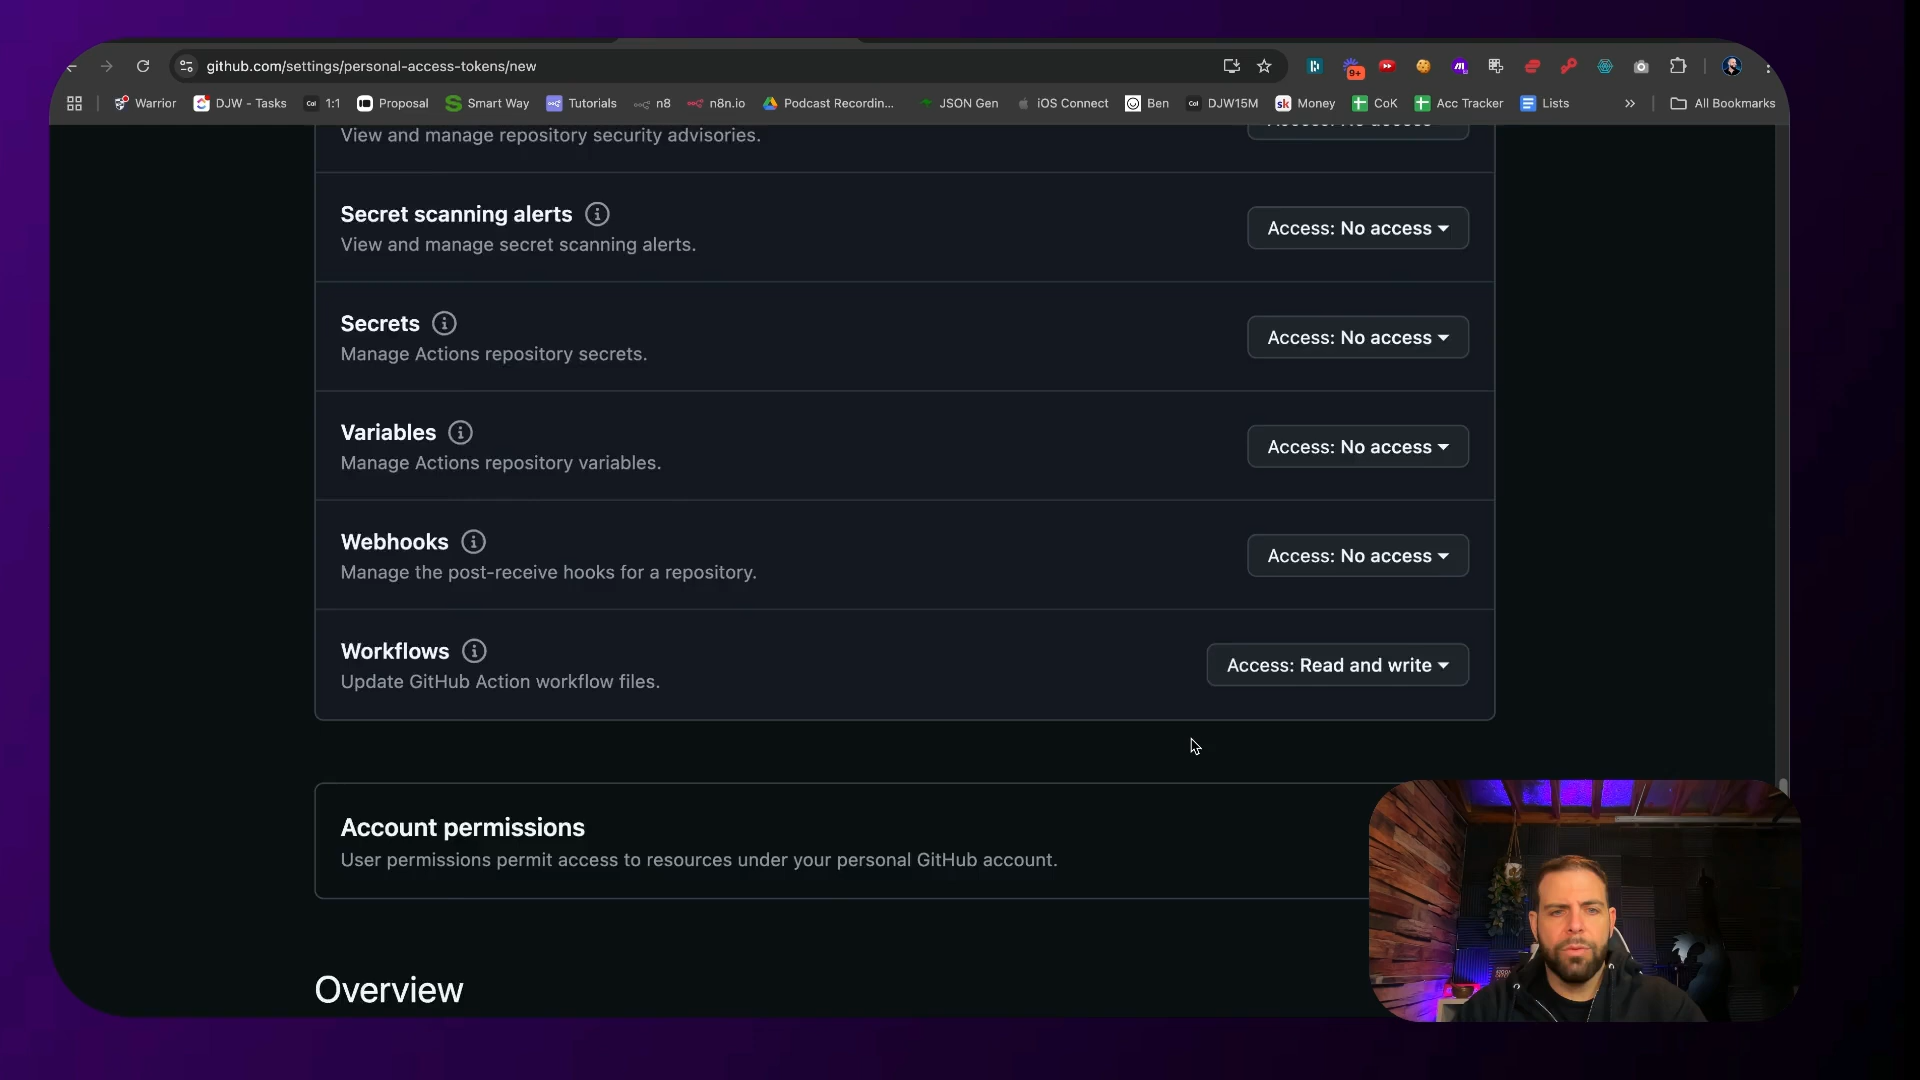 github.com/settings/personal-access-tokens/new
9+
Warrior
DJW - Tasks
Cal 1:1
Proposal
Smart Way
Tutorials
n8
n8n.io
Podcast Recordin...
JSON Gen
iOS Connect
Ben
Cal DJW15M
sk Money
CoK
Acc Tracker
Lists
»
All Bookmarks
View and manage repository security advisories.
Secret scanning alerts
View and manage secret scanning alerts.
Access: No access
Secrets
Manage Actions repository secrets.
Access: No access
Variables
Manage Actions repository variables.
Access: No access
Webhooks
Manage the post-receive hooks for a repository.
Access: No access
Workflows
Update GitHub Action workflow files.
Access: Read and write
Account permissions
User permissions permit access to resources under your personal GitHub account.
Overview